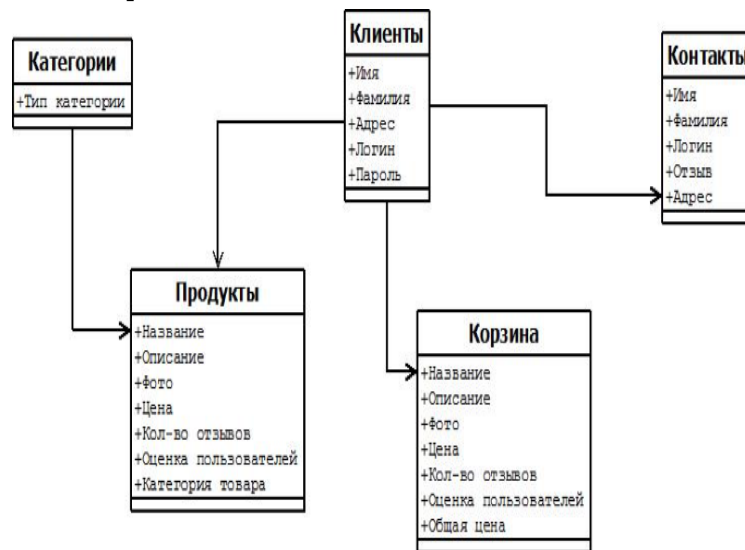 Категории
+Тип категории
Клиенты
+Имя
+Фамилия
+Адрес
+Логин
+Пароль
Контакты
+Имя
+Фамилия
+Логин
+Отзыв
+Адрес
Продукты
+Название
+Описание
+Фото
+Цена
+Кол-во отзывов
+Оценка пользователей
+Категория товара
Корзина
+Название
+Описание
+Фото
+Цена
+Кол-во отзывов
+Оценка пользователей
+Общая цена